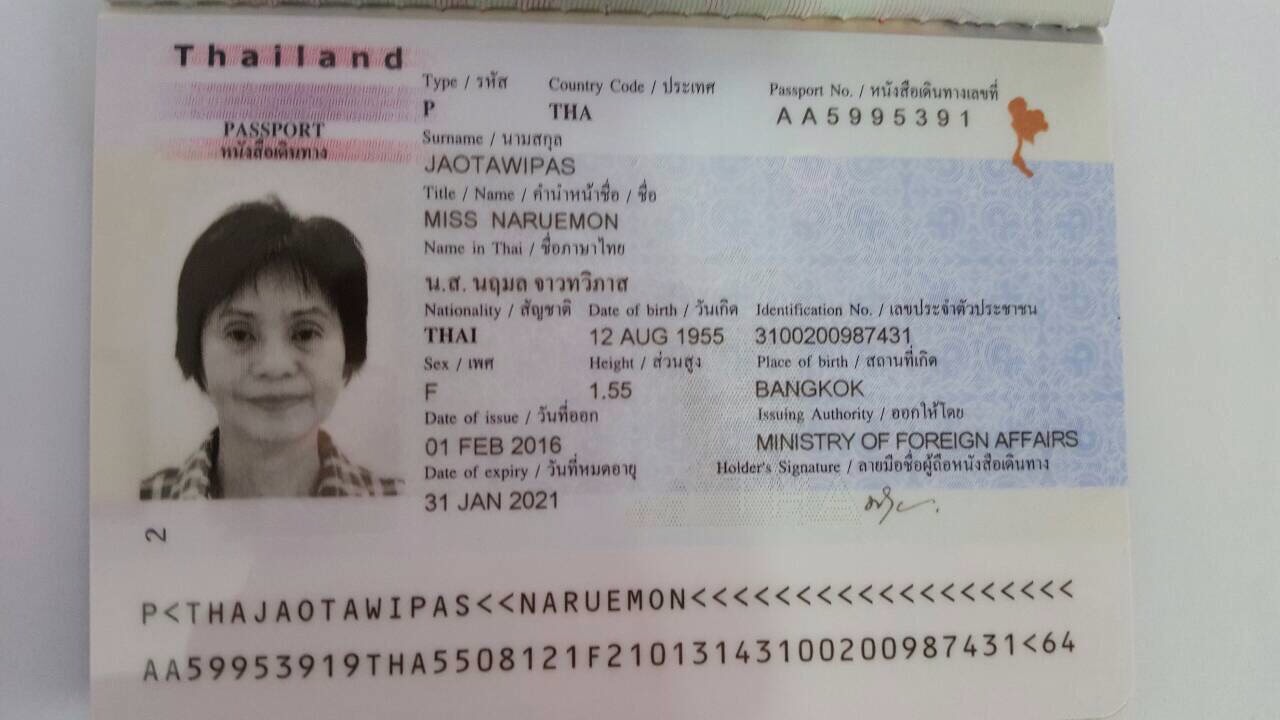 Thailand
PASSPORT
หนังสือเดินทาง
Type / รหัส Country Code / ประเทศ Passport No. / หนังสือเดินทางเลขที่
P THA AA5995391
Surname / นามสกุล
JAOTAWIPAS
Title / Name / คำนำหน้าชื่อ / ชื่อ
MISS NARUEMON
Name in Thai / ชื่อภาษาไทย
น.ส. นฤมล จาวทวิภาส
Nationality / สัญชาติ Date of birth / วันเกิด Identification No. / เลขประจำตัวประชาชน
THAI 12 AUG 1955 3100200987431
Sex / เพศ Height / ส่วนสูง Place of birth / สถานที่เกิด
F 1.55 BANGKOK
Date of issue / วันที่ออก Issuing Authority / ออกให้โดย
01 FEB 2016 MINISTRY OF FOREIGN AFFAIRS
Date of expiry / วันที่หมดอายุ Holder's Signature / ลายมือชื่อผู้ถือหนังสือเดินทาง
31 JAN 2021
2
P<THAJAOTAWIPAS<<NARUEMON<<<<<<<<<<<<<<<<<<<
AA59953919THA5508121F21013143100200987431<64